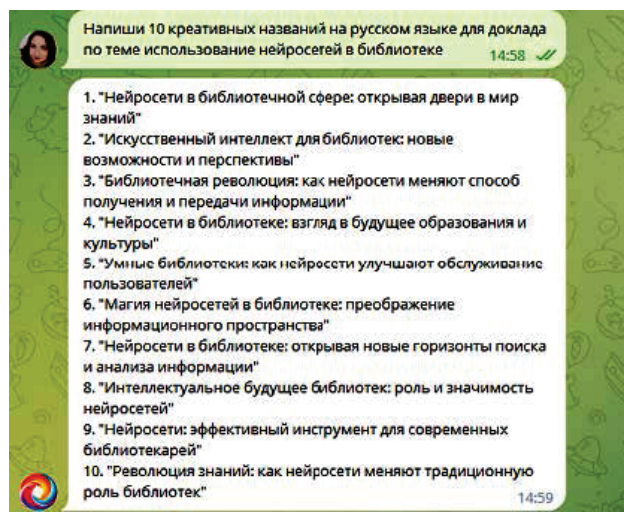 Напиши 10 креативных названий на русском языке для доклада
по теме использование нейросетей в библиотеке
14:58
1. "Нейросети в библиотечной сфере: открывая двери в мир
знаний"
2. "Искусственный интеллект для библиотек: новые
возможности и перспективы"
3. "Библиотечная революция: как нейросети меняют способ
получения и передачи информации"
4. "Нейросети в библиотеке: взгляд в будущее образования и
культуры"
5. "Умные библиотеки: как нейросети улучшают обслуживание
пользователей"
6. "Магия нейросетей в библиотеке: преображение
информационного пространства"
7. "Нейросети в библиотеке: открывая новые горизонты поиска
и анализа информации"
8. "Интеллектуальное будущее библиотек: роль и значимость
нейросетей"
9. "Нейросети: эффективный инструмент для современных
библиотекарей"
10. "Революция знаний: как нейросети меняют традиционную
роль библиотек"
14:59